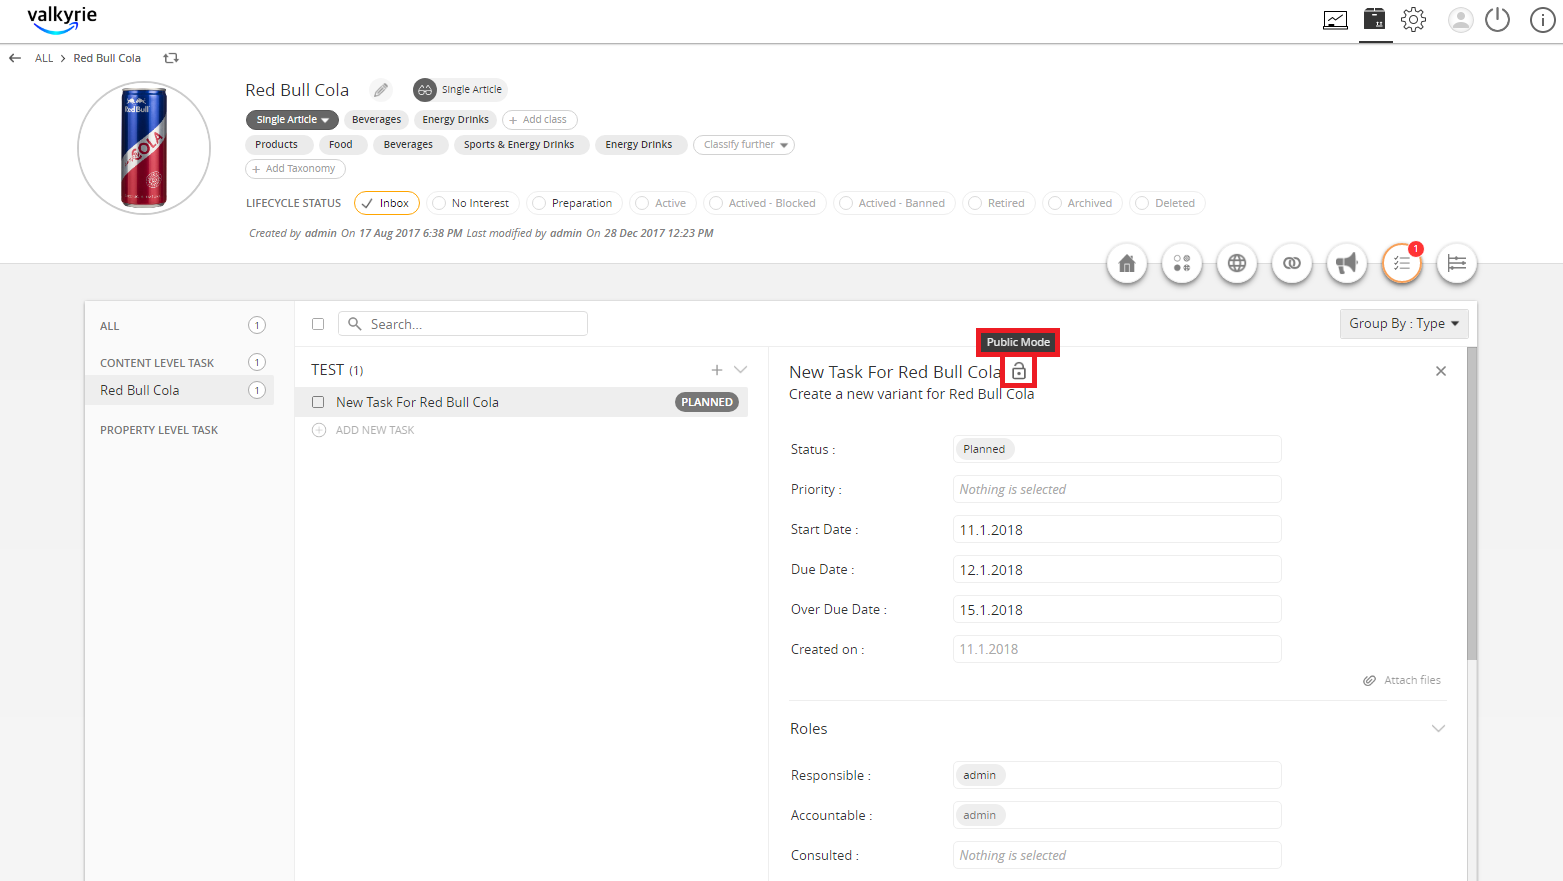 valkyrie
ALL > Red Bull Cola
Red Bull Cola Single Article
Single Article Beverages Energy Drinks + Add class
Products Food Beverages Sports & Energy Drinks Energy Drinks Classify further
+ Add Taxonomy
LIFECYCLE STATUS Inbox No Interest Preparation Active Actived - Blocked Actived - Banned Retired Archived Deleted
Created by admin On 17 Aug 2017 6:38 PM Last modified by admin On 28 Dec 2017 12:23 PM
1
ALL 1
CONTENT LEVEL TASK 1
Red Bull Cola 1
PROPERTY LEVEL TASK
Search...
Group By : Type
TEST (1)
New Task For Red Bull Cola PLANNED
ADD NEW TASK
Public Mode
New Task For Red Bull Cola
Create a new variant for Red Bull Cola
Status : Planned
Priority : Nothing is selected
Start Date : 11.1.2018
Due Date : 12.1.2018
Over Due Date : 15.1.2018
Created on : 11.1.2018
Attach files
Roles
Responsible : admin
Accountable : admin
Consulted : Nothing is selected
RedBull
COLA